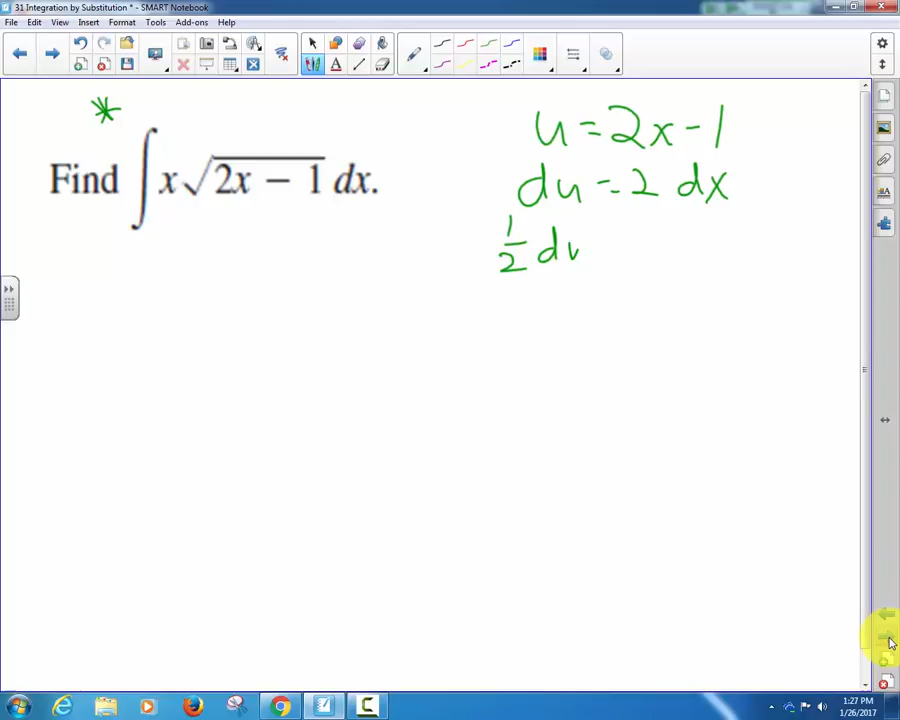 31 Integration by Substitution * - SMART Notebook
File Edit View Insert Format Tools Add-ons Help
*
Find ∫ x√(2x − 1) dx.
u = 2x - 1
du = 2 dx
1/2 du
1:27 PM
1/26/2017